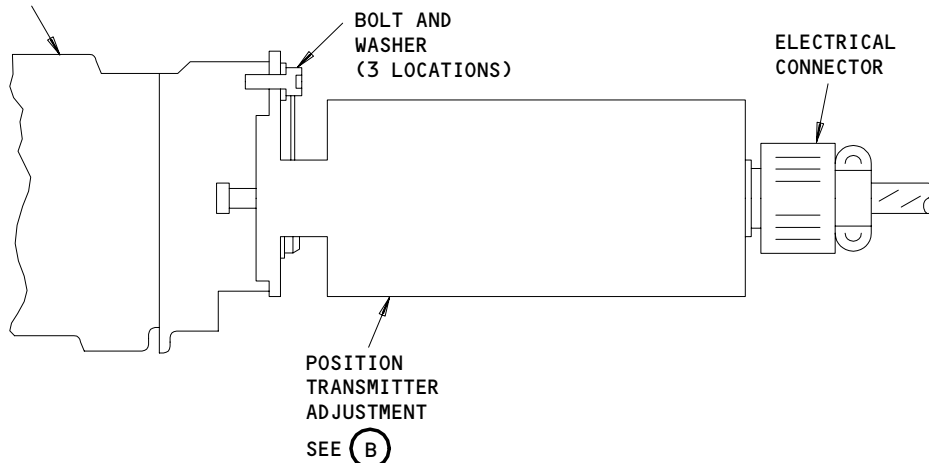 BOLT AND
WASHER
(3 LOCATIONS)
ELECTRICAL
CONNECTOR
POSITION
TRANSMITTER
ADJUSTMENT
SEE B